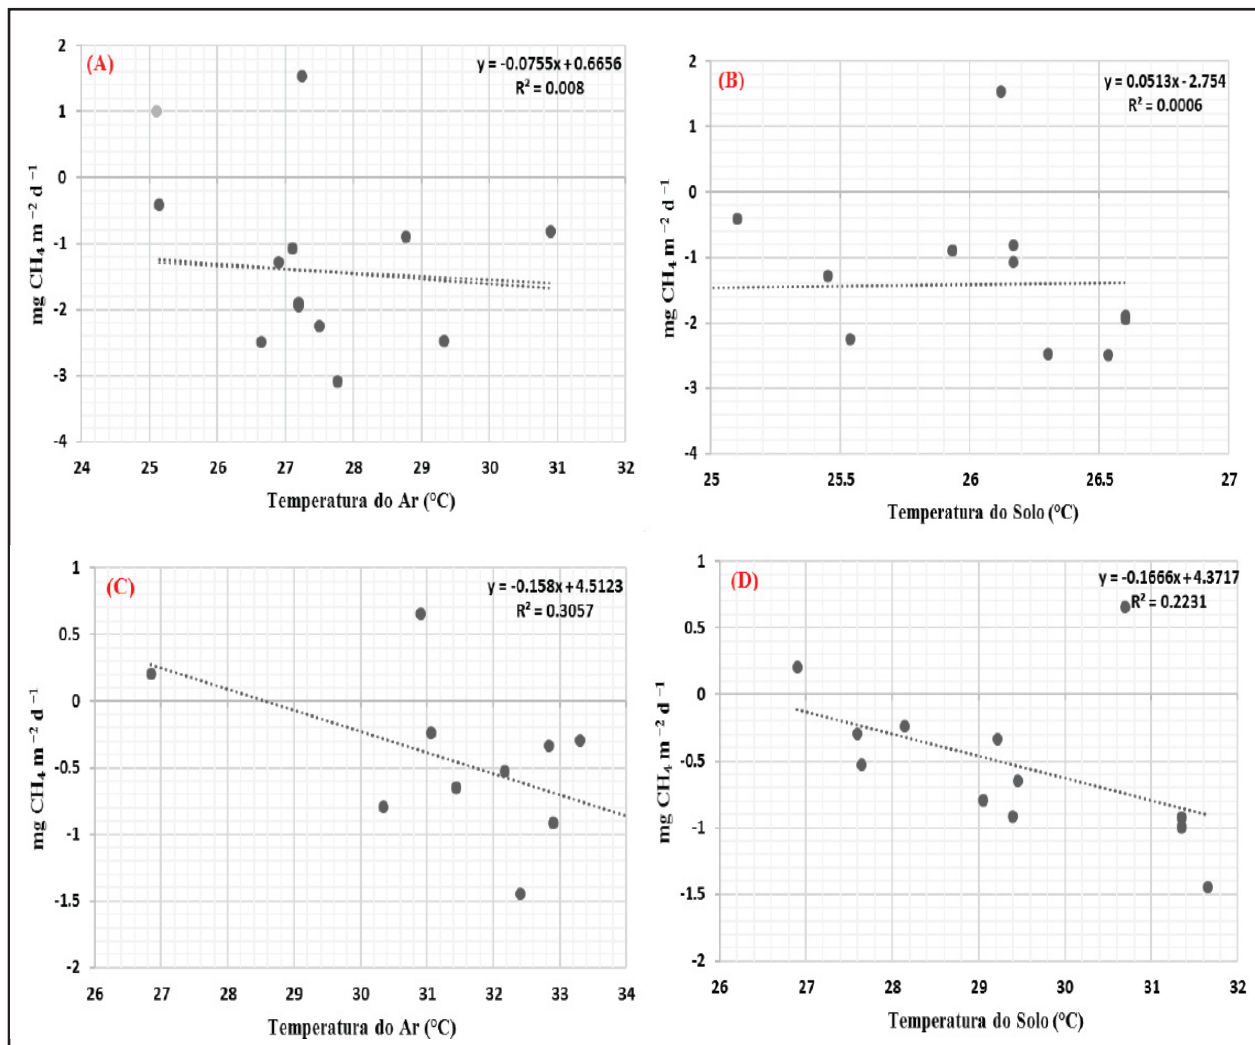 (A)
y = -0.0755x + 0.6656
R² = 0.008
2
1
0
-1
-2
-3
-4
24 25 26 27 28 29 30 31 32
mg CH₄ m ⁻² d ⁻¹
Temperatura do Ar (°C)
(B)
y = 0.0513x - 2.754
R² = 0.0006
2
1
0
-1
-2
-3
-4
25 25.5 26 26.5 27
mg CH₄ m ⁻² d ⁻¹
Temperatura do Solo (°C)
(C)
y = -0.158x + 4.5123
R² = 0.3057
1
0.5
0
-0.5
-1
-1.5
-2
26 27 28 29 30 31 32 33 34
mg CH₄ m ⁻² d ⁻¹
Temperatura do Ar (°C)
(D)
y = -0.1666x + 4.3717
R² = 0.2231
1
0.5
0
-0.5
-1
-1.5
-2
26 27 28 29 30 31 32
mg CH₄ m ⁻² d ⁻¹
Temperatura do Solo (°C)